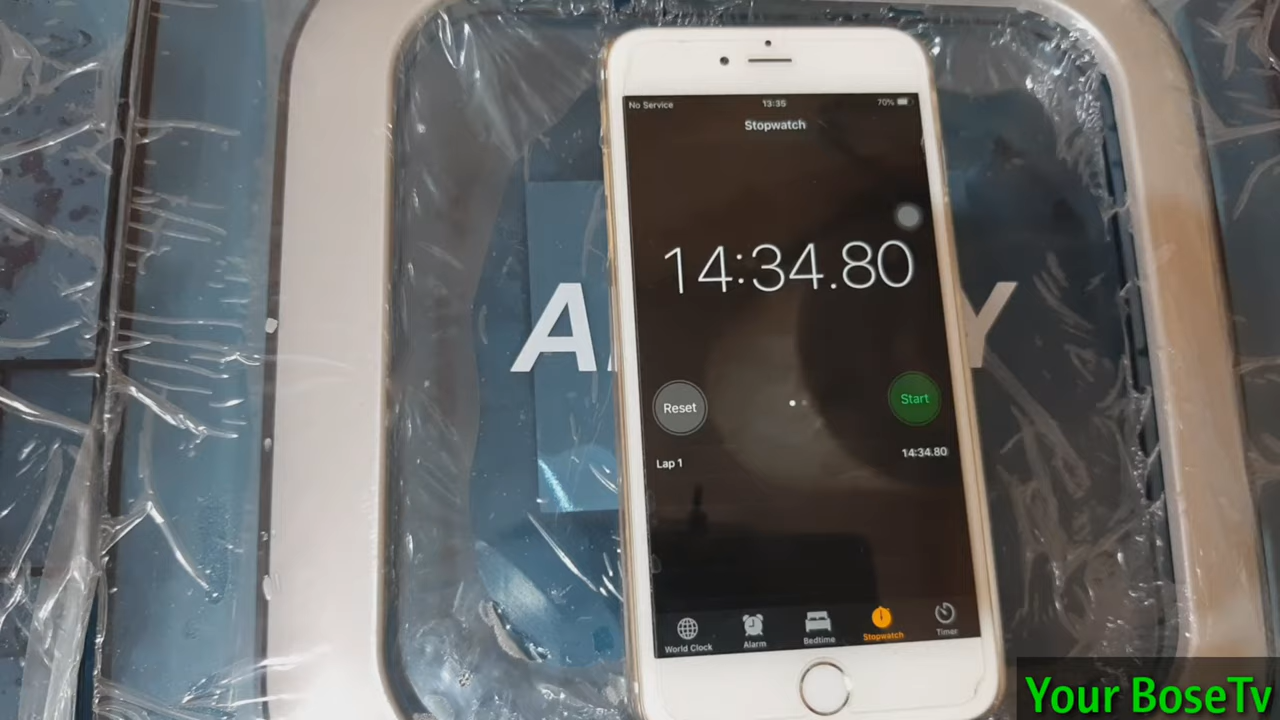 No Service 13:35 70%
Stopwatch
14:34.80
A Y
Reset Start
Lap 1 14:34.80
World Clock Alarm Bedtime Stopwatch Timer
Your BoseTv